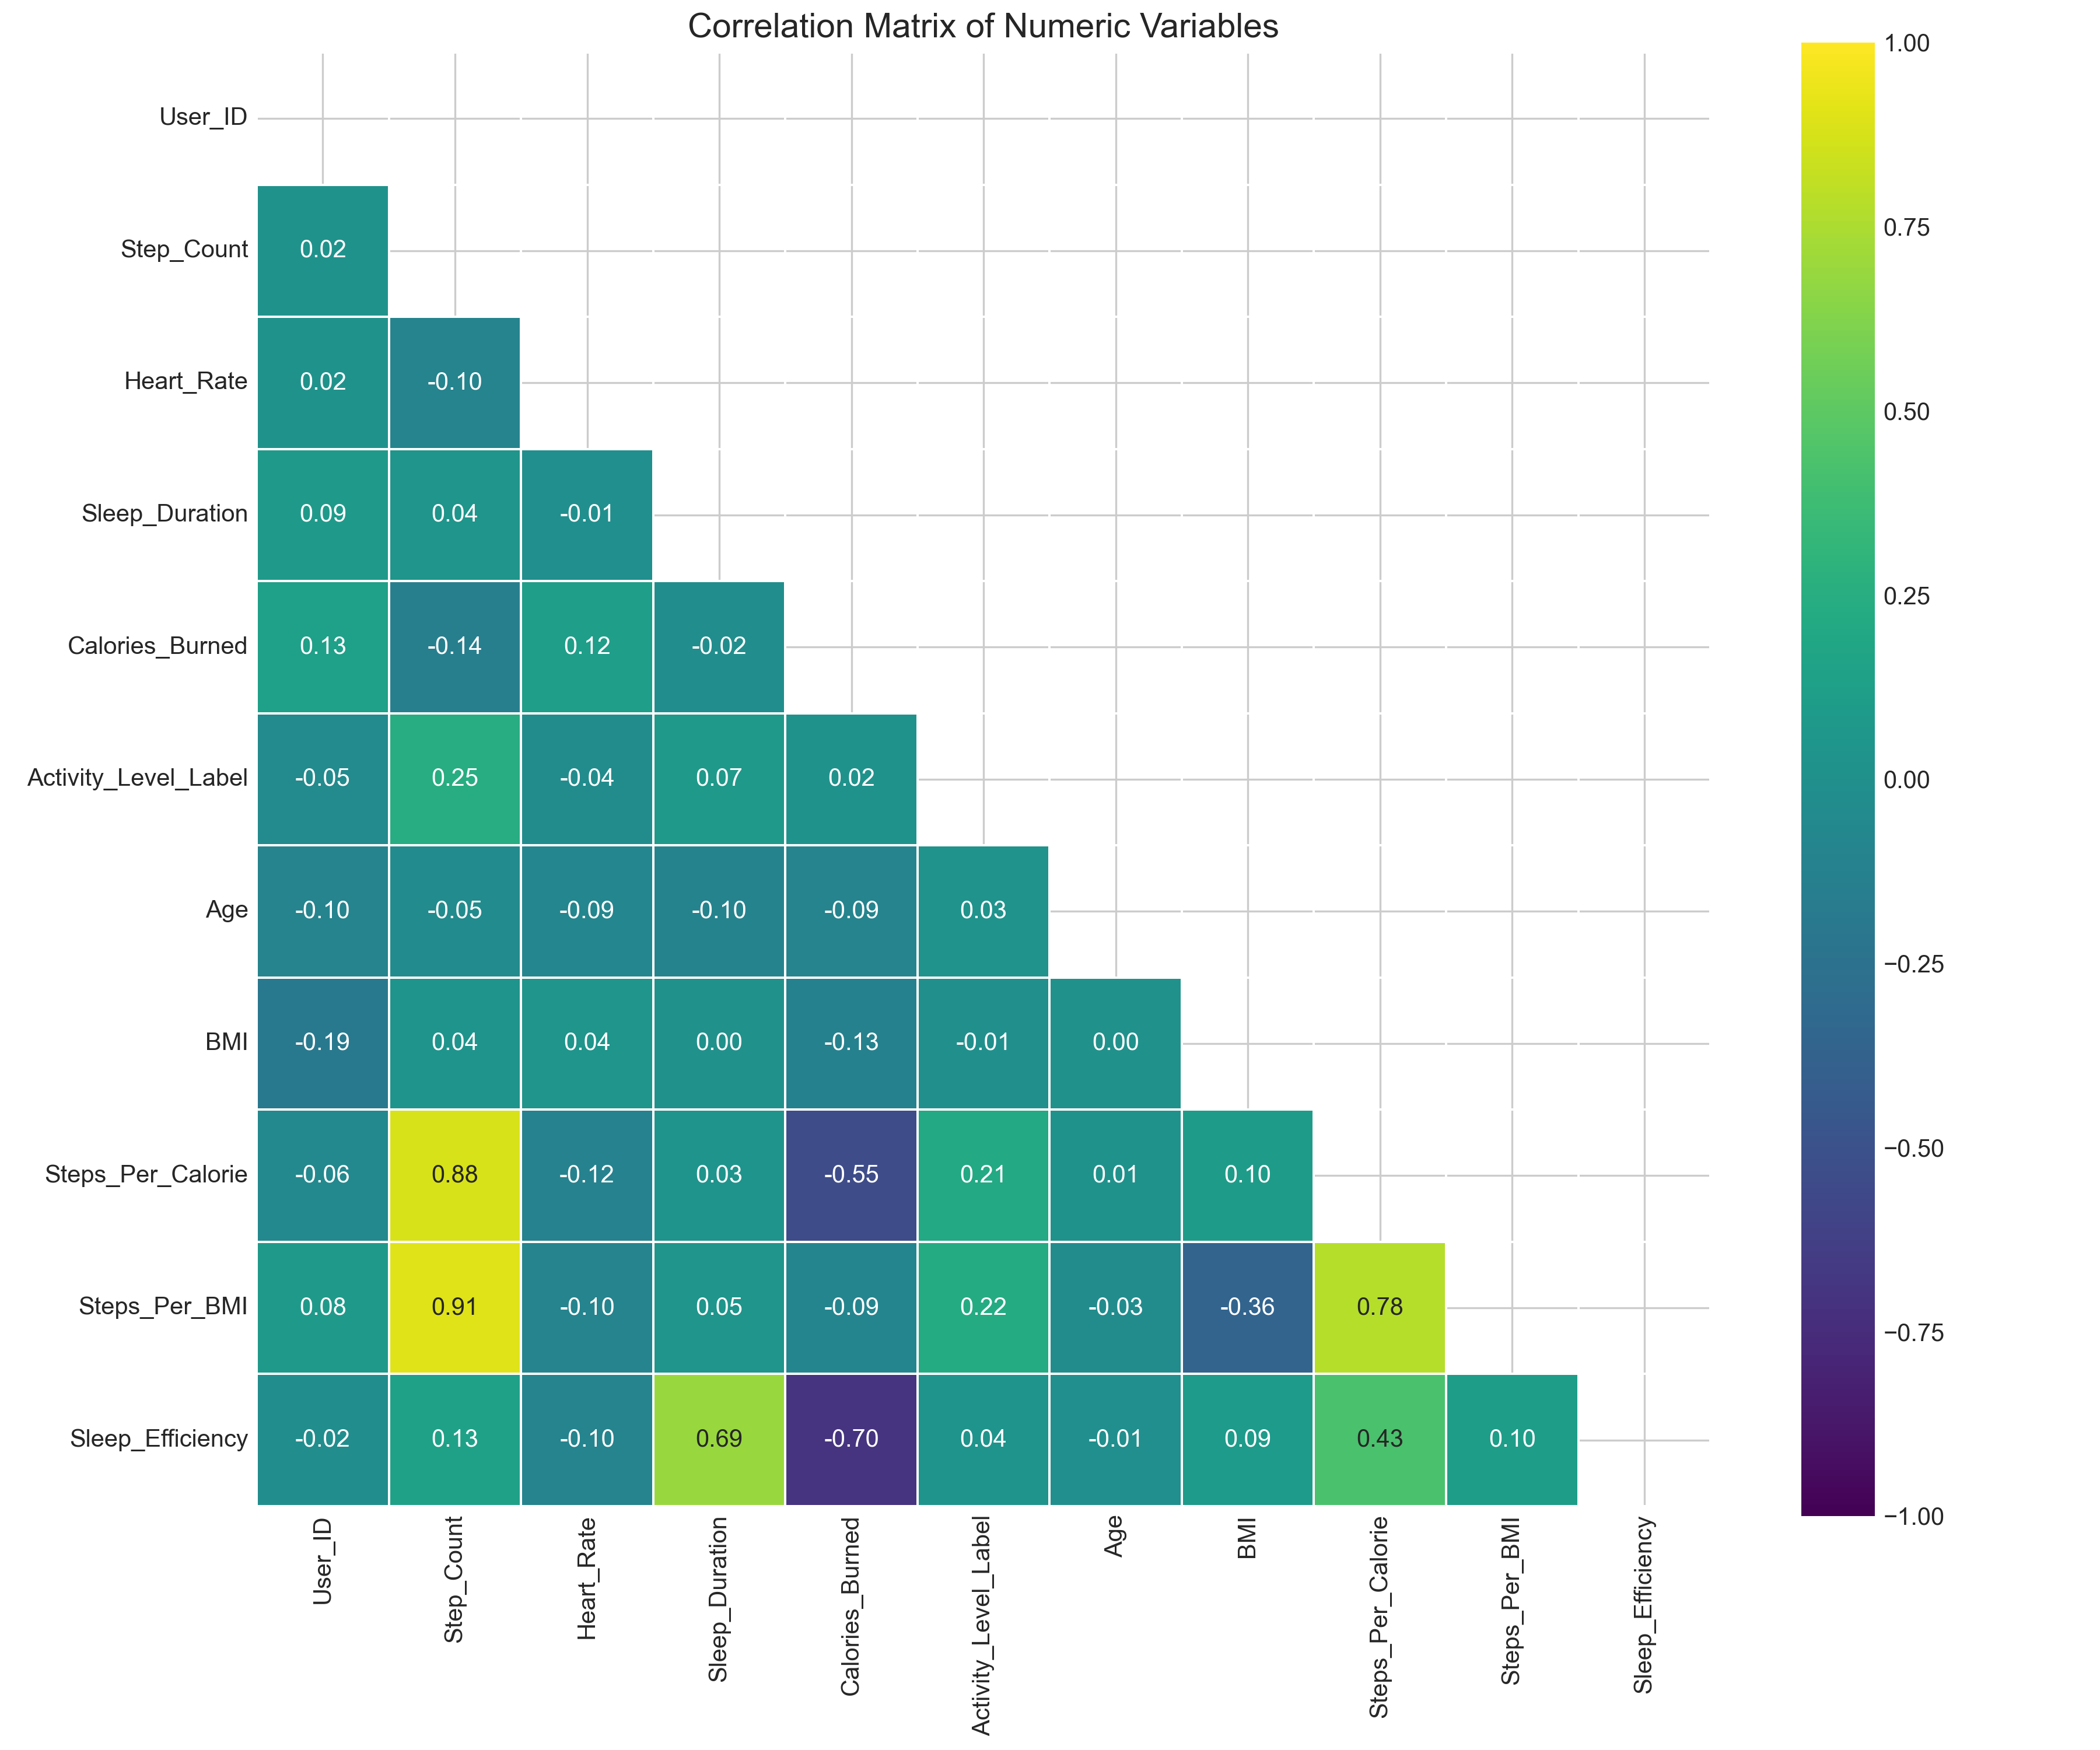 Correlation Matrix of Numeric Variables
User_ID
Step_Count 0.02
Heart_Rate 0.02 -0.10
Sleep_Duration 0.09 0.04 -0.01
Calories_Burned 0.13 -0.14 0.12 -0.02
Activity_Level_Label -0.05 0.25 -0.04 0.07 0.02
Age -0.10 -0.05 -0.09 -0.10 -0.09 0.03
BMI -0.19 0.04 0.04 0.00 -0.13 -0.01 0.00
Steps_Per_Calorie -0.06 0.88 -0.12 0.03 -0.55 0.21 0.01 0.10
Steps_Per_BMI 0.08 0.91 -0.10 0.05 -0.09 0.22 -0.03 -0.36 0.78
Sleep_Efficiency -0.02 0.13 -0.10 0.69 -0.70 0.04 -0.01 0.09 0.43 0.10
User_ID
Step_Count
Heart_Rate
Sleep_Duration
Calories_Burned
Activity_Level_Label
Age
BMI
Steps_Per_Calorie
Steps_Per_BMI
Sleep_Efficiency
1.00
0.75
0.50
0.25
0.00
−0.25
−0.50
−0.75
−1.00